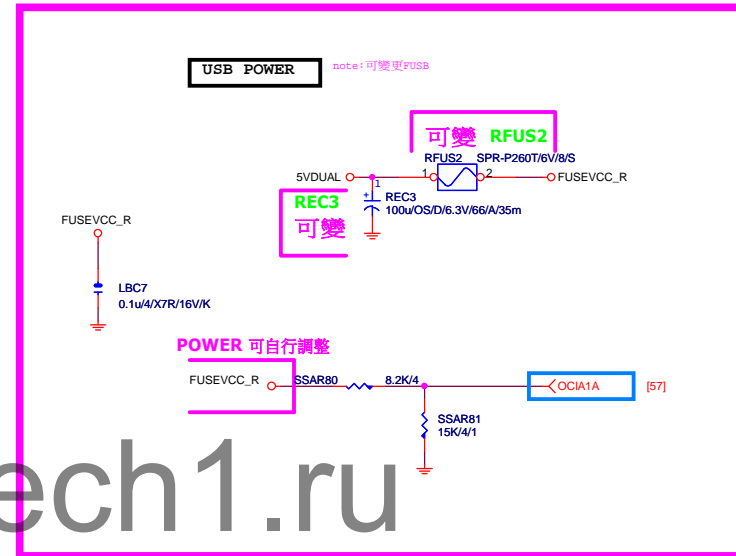 USB POWER
note:可變更FUSB
可變 RFUS2
RFUS2 SPR-P260T/6V/8/S
5VDUAL 1 2 FUSEVCC_R
1
REC3
+ REC3
100u/OS/D/6.3V/66/A/35m
可變
FUSEVCC_R
LBC7
0.1u/4/X7R/16V/K
POWER 可自行調整
FUSEVCC_R SSAR80 8.2K/4 OCIA1A [57]
SSAR81
15K/4/1
ech1.ru